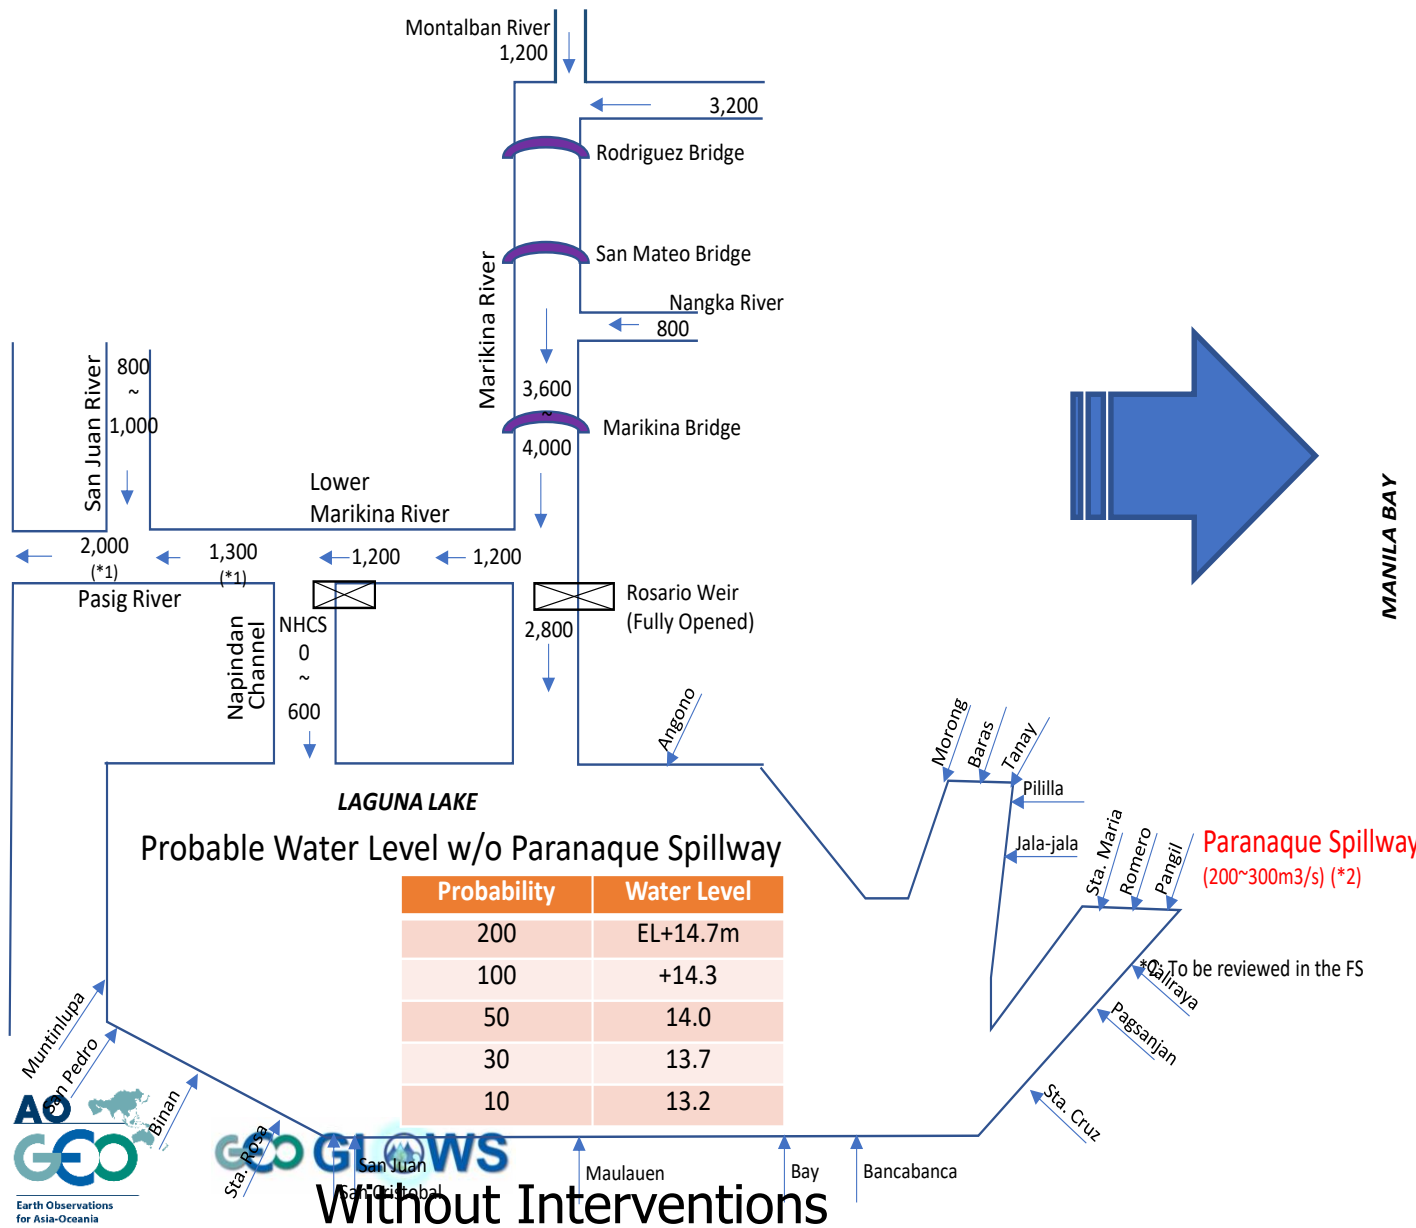 Montalban River
1,200
3,200
Rodriguez Bridge
San Mateo Bridge
Marikina River
Nangka River
800
San Juan River
800
~
1,000
3,600
~
4,000
Marikina Bridge
Lower
Marikina River
2,000
(*1)
1,300
(*1)
1,200
1,200
Pasig River
Rosario Weir
(Fully Opened)
2,800
Napindan
Channel
NHCS
0
~
600
MANILA BAY
Angono
Morong
Baras
Tanay
Pililla
Jala-jala
LAGUNA LAKE
Probable Water Level w/o Paranaque Spillway
Probability Water Level
200 EL+14.7m
100 +14.3
50 14.0
30 13.7
10 13.2
Sta. Maria
Romero
Pangil
Paranaque Spillway
(200~300m3/s) (*2)
To be reviewed in the FS
Caliraya
Pagsanjan
Sta. Cruz
Muntinlupa
San Pedro
Binan
Sta. Rosa
San Juan
San Cristobal
Maulauen
Bay
Bancabanca
AO
GEO
Earth Observations
for Asia-Oceania
GEO GLOWS
Without Interventions